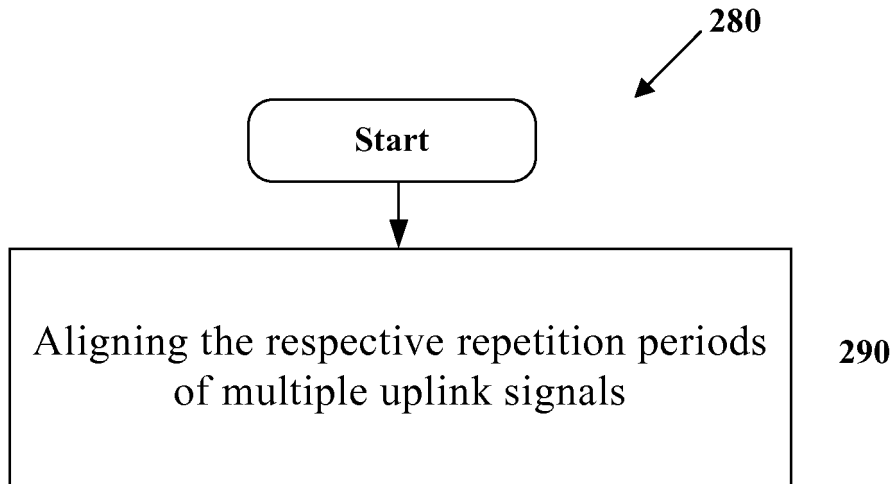 280
Start
Aligning the respective repetition periods
of multiple uplink signals
290